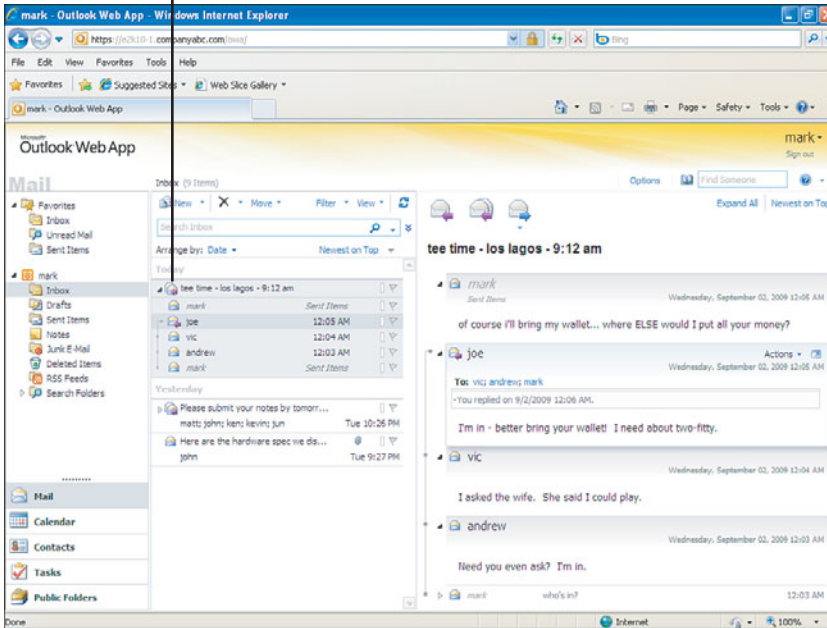 mark - Outlook Web App - Windows Internet Explorer
https://e2k10-1.companyabc.com/owa/
Bing
File Edit View Favorites Tools Help
Favorites Suggested Sites Web Slice Gallery
mark - Outlook Web App
Page Safety Tools
Microsoft
Outlook Web App
mark
Sign out
Mail
Inbox (9 Items)
Options
Find Someone
Favorites
Inbox
Unread Mail
Sent Items
mark
Inbox
Drafts
Sent Items
Notes
Junk E-Mail
Deleted Items
RSS Feeds
Search Folders
Mail
Calendar
Contacts
Tasks
Public Folders
New Move Filter View
Search Inbox
Arrange by: Date Newest on Top
Today
tee time - los lagos - 9:12 am
mark Sent Items
joe 12:05 AM
vic 12:04 AM
andrew 12:03 AM
mark Sent Items
Yesterday
Please submit your notes by tomorr...
matt; john; ken; kevin; jun Tue 10:26 PM
Here are the hardware spec we dis...
john Tue 9:27 PM
Expand All Newest on To
tee time - los lagos - 9:12 am
mark
Sent Items Wednesday, September 02, 2009 12:06 AM
of course i'll bring my wallet... where ELSE would I put all your money?
joe Actions
Wednesday, September 02, 2009 12:05 AM
To: vic; andrew; mark
-You replied on 9/2/2009 12:06 AM.
I'm in - better bring your wallet! I need about two-fitty.
vic
Wednesday, September 02, 2009 12:04 AM
I asked the wife. She said I could play.
andrew
Wednesday, September 02, 2009 12:03 AM
Need you even ask? I'm in.
mark who's in? 12:03 AM
Done Internet 100%